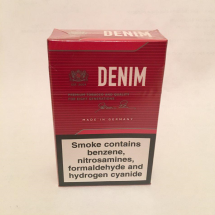 DENIM
MADE IN GERMANY
Smoke contains
benzene,
nitrosamines,
formaldehyde and
hydrogen cyanide